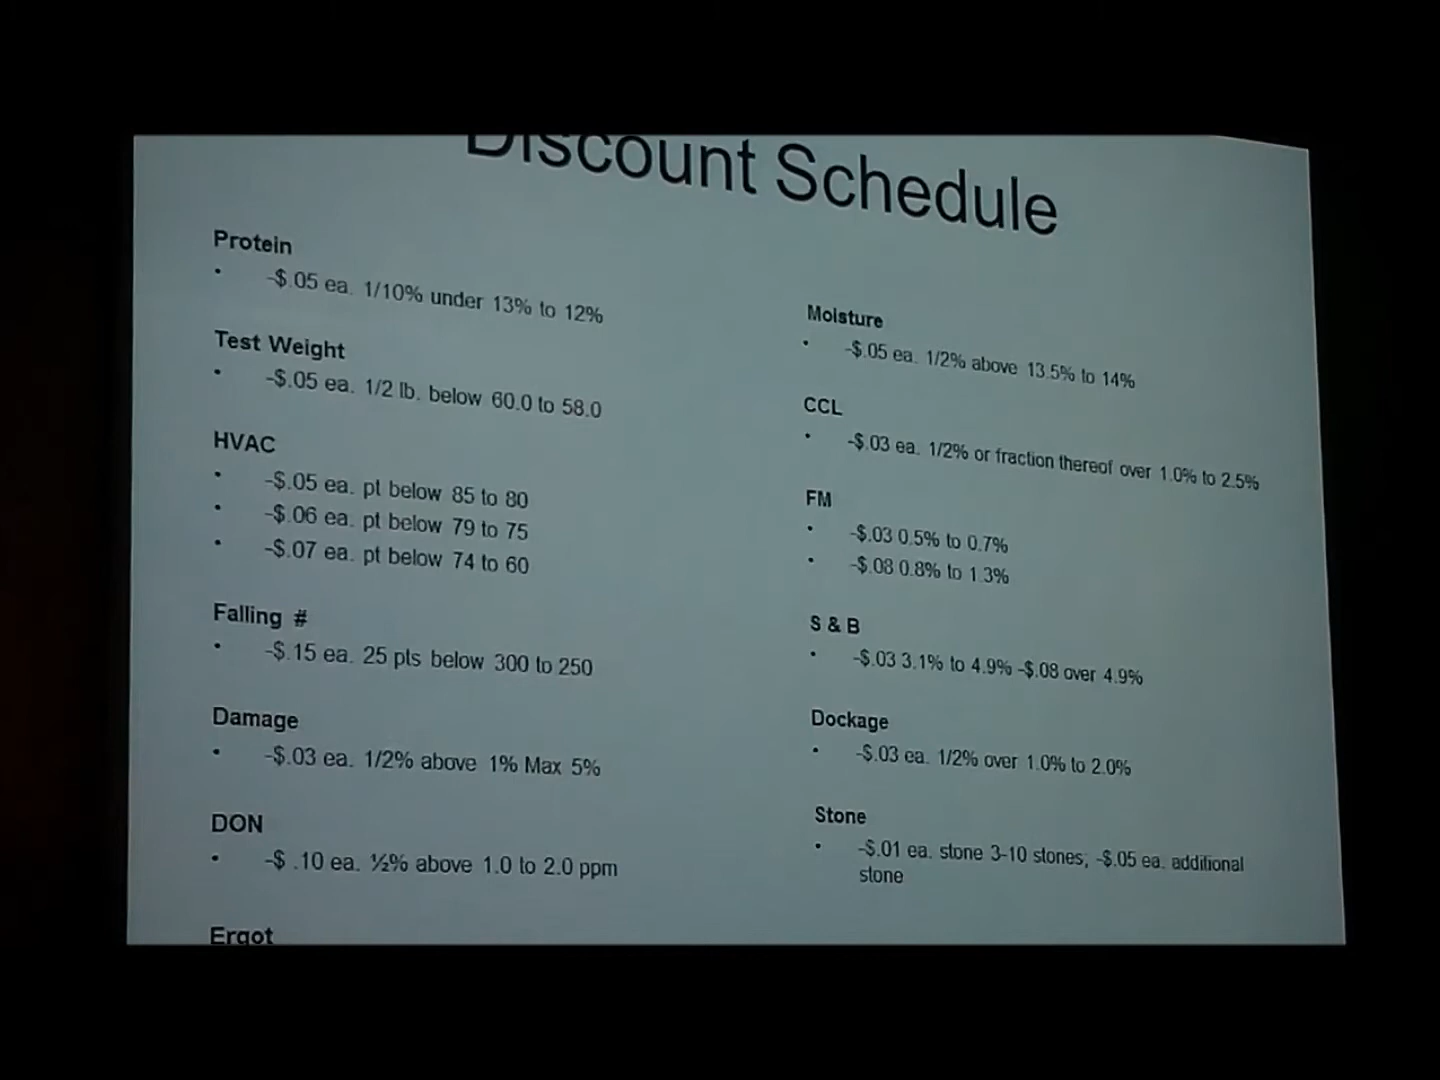 Discount Schedule
Protein
• -$.05 ea. 1/10% under 13% to 12%
Test Weight
• -$.05 ea. 1/2 lb. below 60.0 to 58.0
HVAC
• -$.05 ea. pt below 85 to 80
• -$.06 ea. pt below 79 to 75
• -$.07 ea. pt below 74 to 60
Falling #
• -$.15 ea. 25 pts below 300 to 250
Damage
• -$.03 ea. 1/2% above 1% Max 5%
DON
• -$ .10 ea. ½% above 1.0 to 2.0 ppm
Ergot
Moisture
• -$.05 ea. 1/2% above 13.5% to 14%
CCL
• -$.03 ea. 1/2% or fraction thereof over 1.0% to 2.5%
FM
• -$.03 0.5% to 0.7%
• -$.08 0.8% to 1.3%
S & B
• -$.03 3.1% to 4.9% -$.08 over 4.9%
Dockage
• -$.03 ea. 1/2% over 1.0% to 2.0%
Stone
• -$.01 ea. stone 3-10 stones; -$.05 ea. additional
stone